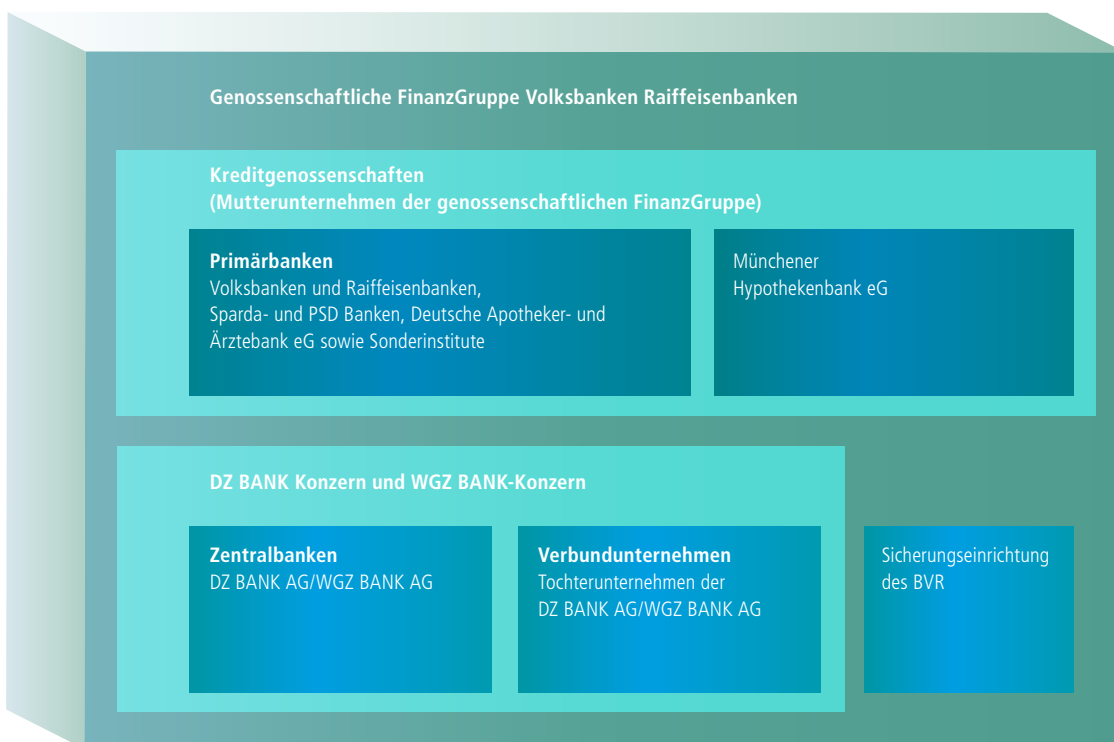 Genossenschaftliche FinanzGruppe Volksbanken Raiffeisenbanken
Kreditgenossenschaften
(Mutterunternehmen der genossenschaftlichen FinanzGruppe)
Primärbanken
Volksbanken und Raiffeisenbanken,
Sparda- und PSD Banken, Deutsche Apotheker- und
Ärztebank eG sowie Sonderinstitute
Münchener
Hypothekenbank eG
DZ BANK Konzern und WGZ BANK-Konzern
Zentralbanken
DZ BANK AG/WGZ BANK AG
Verbundunternehmen
Tochterunternehmen der
DZ BANK AG/WGZ BANK AG
Sicherungseinrichtung
des BVR